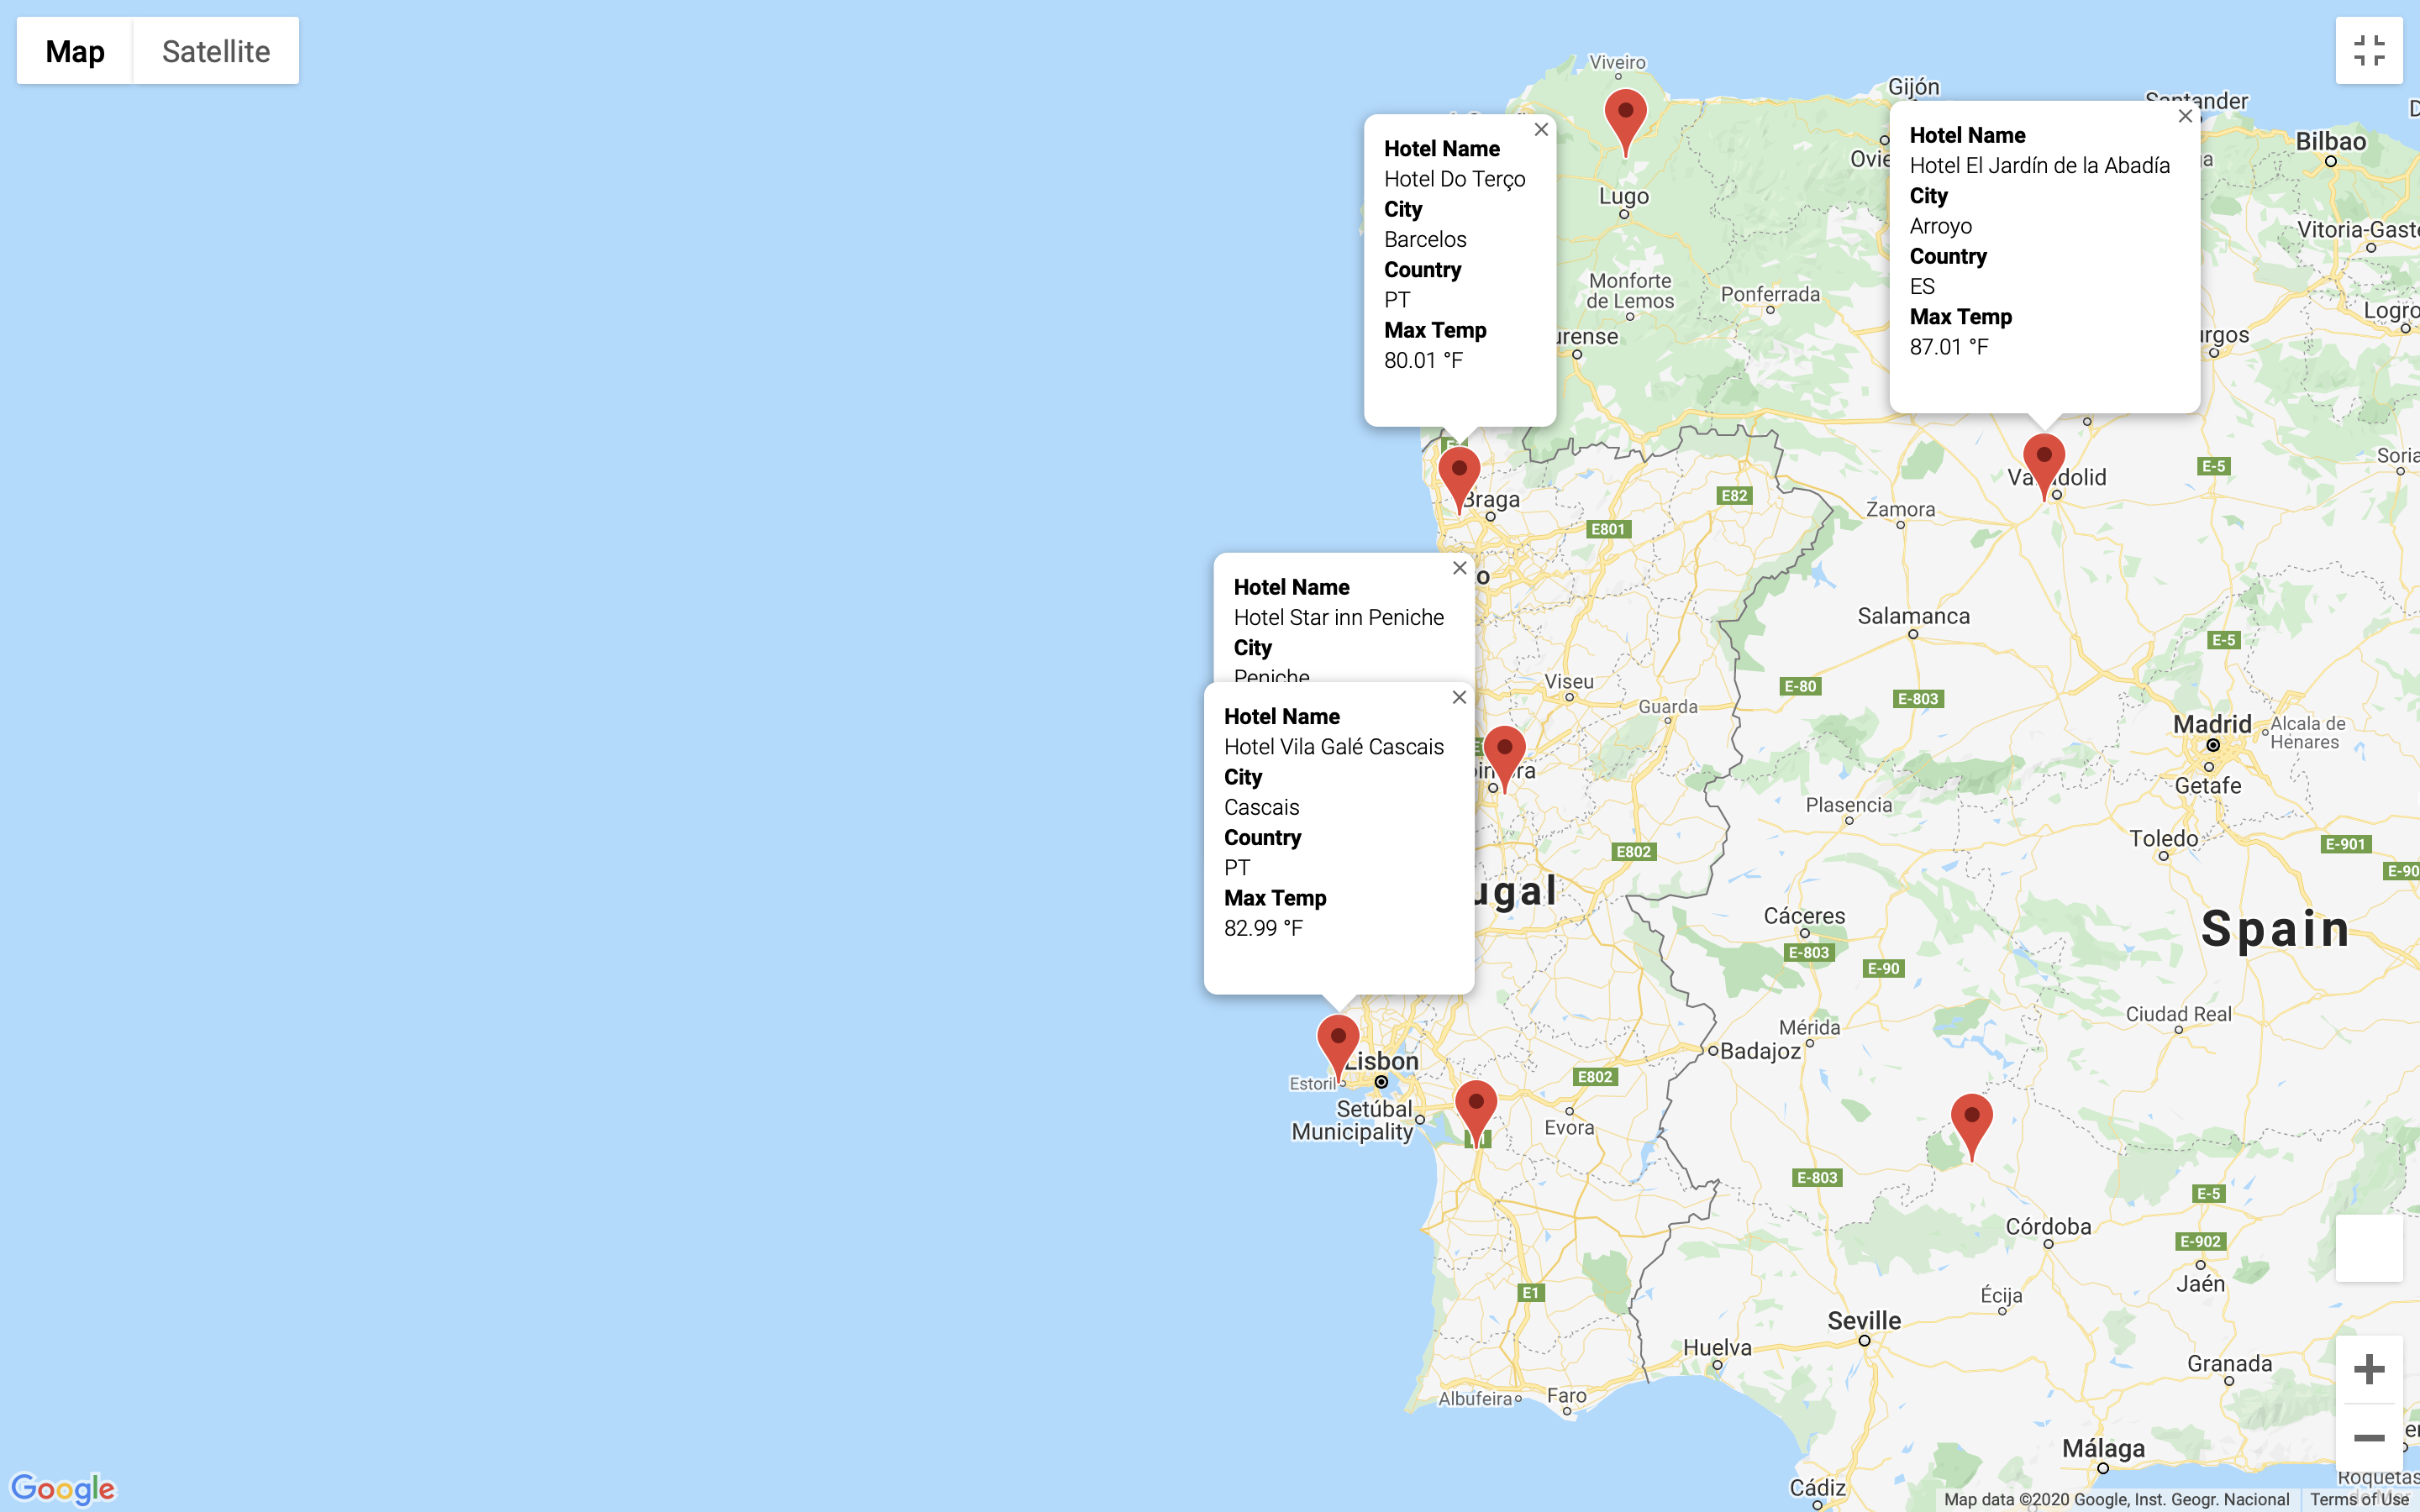 Map
Satellite
Viveiro
Gijón
Bilbao
Lugo
Vitoria-Gaste
Monforte
de Lemos
Ponferrada
Logro
urense
urgos
Hotel Name
Hotel Do Terço
City
Barcelos
Country
PT
Max Temp
80.01 °F
Hotel Name
Hotel El Jardín de la Abadía
City
Arroyo
Country
ES
Max Temp
87.01 °F
Soria
E-5
Braga
E82
Zamora
E801
Hotel Name
Hotel Star inn Peniche
City
Peniche
Salamanca
E-5
Viseu
E-80
E-803
Guarda
Hotel Name
Hotel Vila Galé Cascais
City
Cascais
Country
PT
Max Temp
82.99 °F
Madrid
Alcala de
Henares
Getafe
Plasencia
Toledo
E802
E-901
E-90
ugal
Cáceres
Spain
E-803
E-90
Ciudad Real
Mérida
Badajoz
Lisbon
Estoril
E802
Setúbal
Municipality
Evora
E-803
E-5
Córdoba
E-902
Jaén
E1
Écija
Seville
Huelva
Granada
Albufeira
Faro
Málaga
Roquetas
Cádiz
Google
Map data ©2020 Google, Inst. Geogr. Nacional
Terms of Use